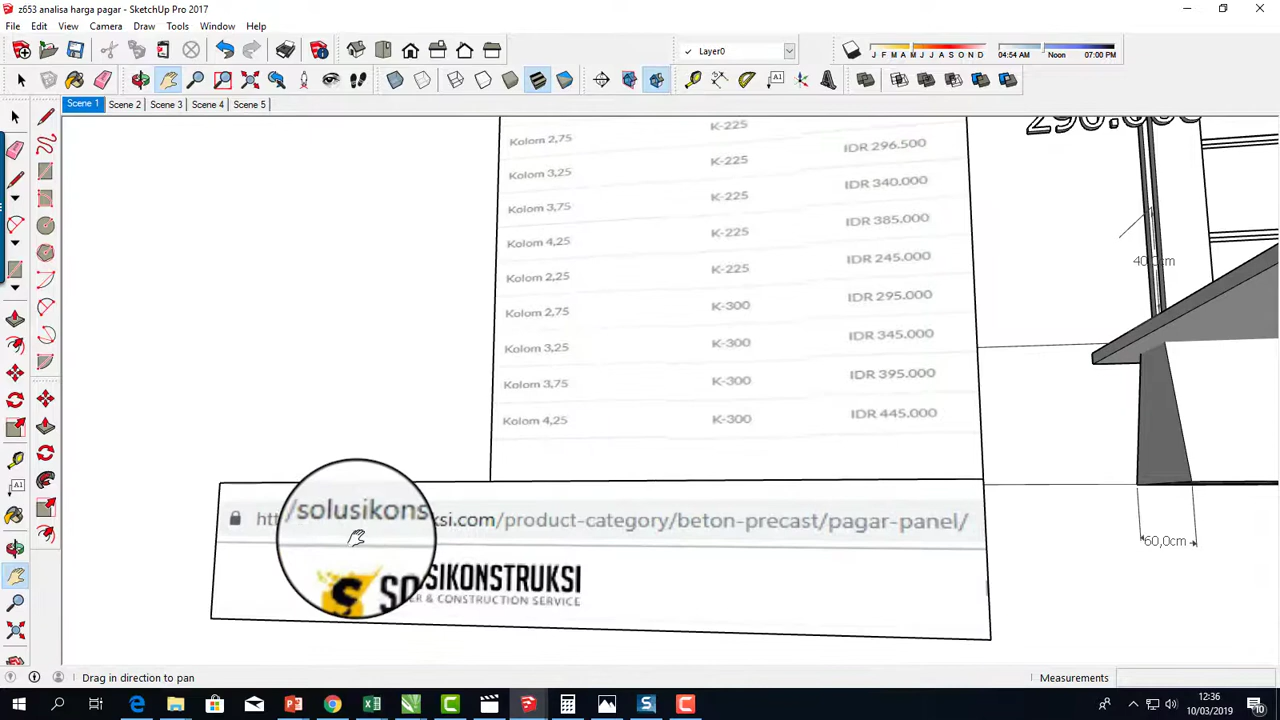 z653 analisa harga pagar - SketchUp Pro 2017
File Edit View Camera Draw Tools Window Help
Layer0
J F M A M J J A S O N D
04:54 AM Noon 07:00 PM
Scene 1 Scene 2 Scene 3 Scene 4 Scene 5
Kolom 2,75 K-225
IDR 296.500
Kolom 3,25 K-225 IDR 340.000
Kolom 3,75 K-225 IDR 385.000
Kolom 4,25 K-225 IDR 245.000
Kolom 2,25 K-225 IDR 295.000
Kolom 2,75 K-300 IDR 345.000
Kolom 3,25 K-300 IDR 395.000
Kolom 3,75 K-300 IDR 445.000
Kolom 4,25 K-300
290.000
40,0cm
60,0cm
/solusikons ksi.com/product-category/beton-precast/pagar-panel/
SIKONSTRUKSI
& CONSTRUCTION SERVICE
Drag in direction to pan
Measurements
12:36
10/03/2019